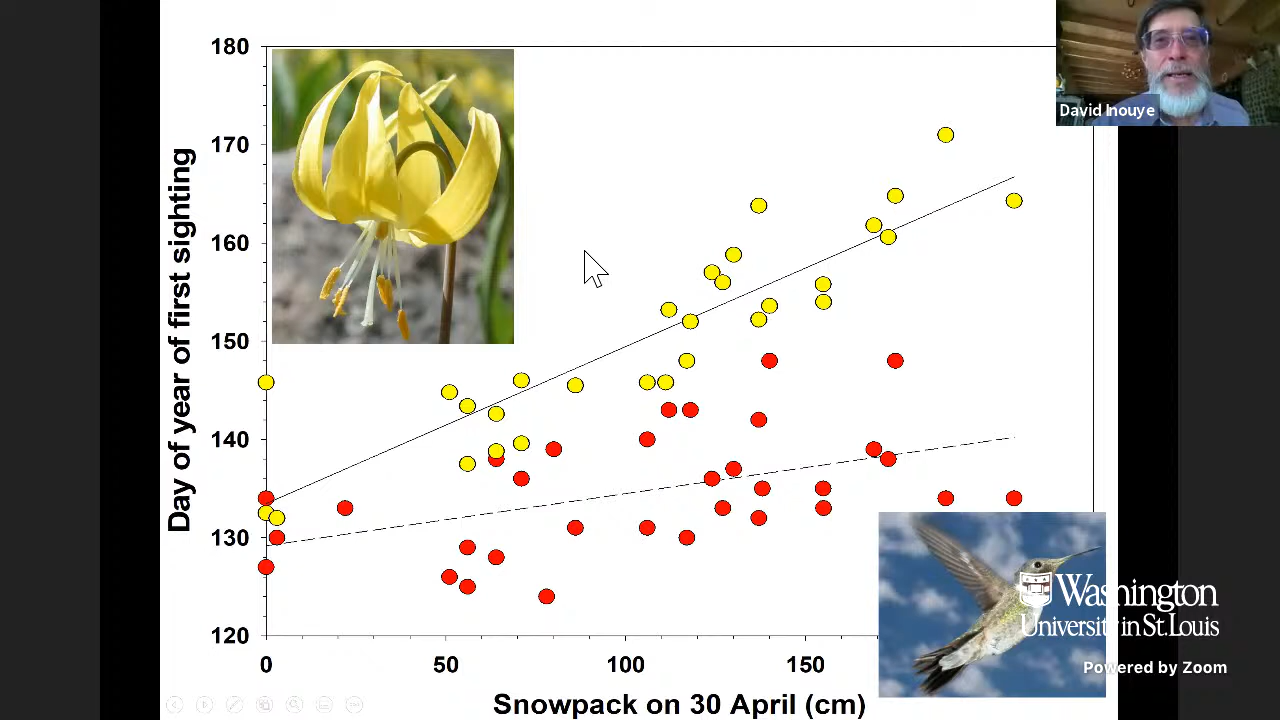 180
170
160
150
140
130
120
Day of year of first sighting
0
50
100
150
Snowpack on 30 April (cm)
David Inouye
Washington
University in St. Louis
Powered by Zoom